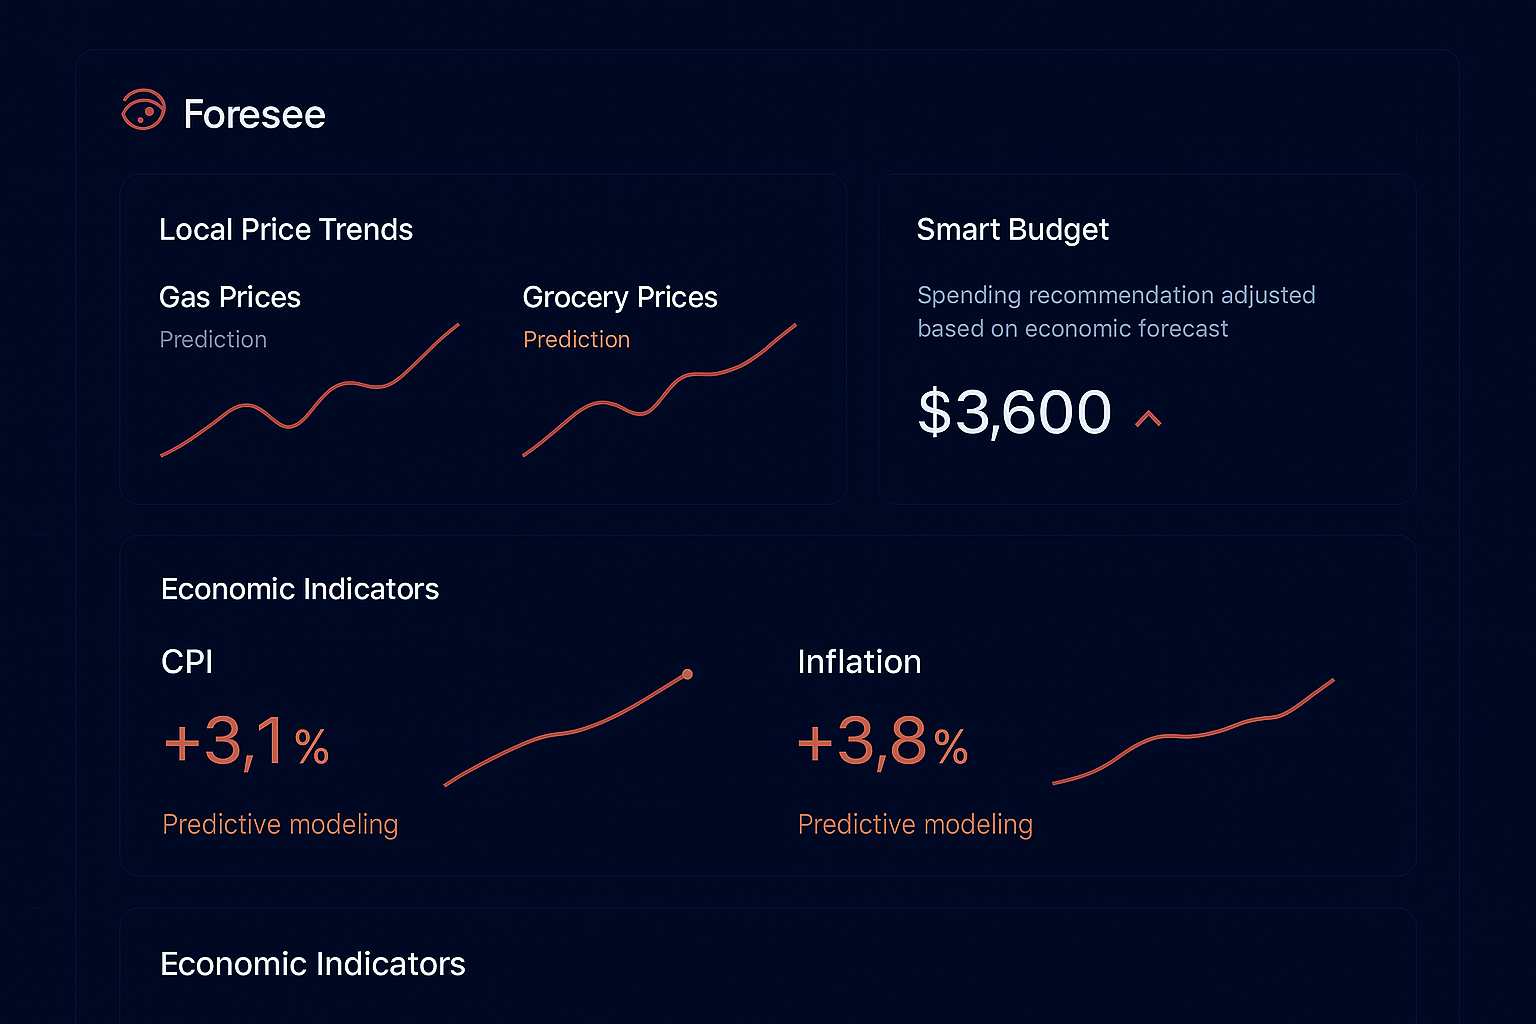 Foresee
Local Price Trends
Gas Prices
Prediction
Grocery Prices
Prediction
Smart Budget
Spending recommendation adjusted
based on economic forecast
$3,600
Economic Indicators
CPI
+3,1%
Predictive modeling
Inflation
+3,8%
Predictive modeling
Economic Indicators